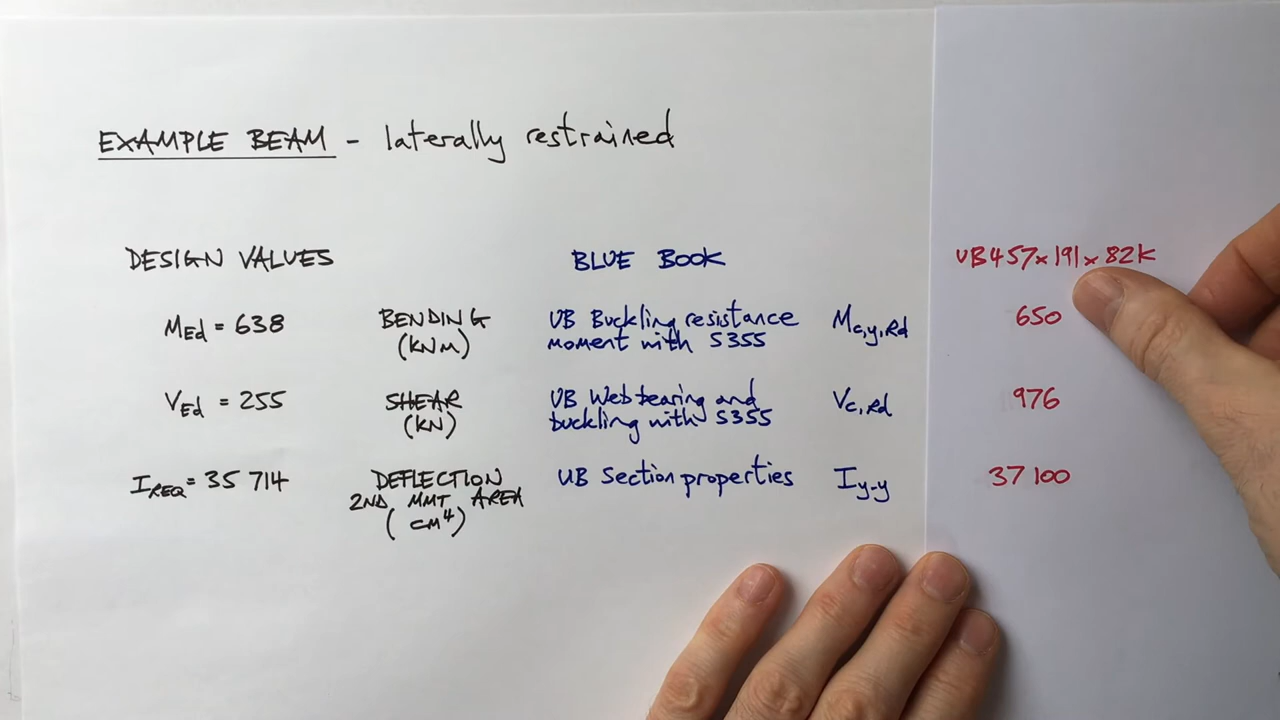 EXAMPLE BEAM - laterally restrained
DESIGN VALUES
BLUE BOOK
UB457x191x82K
MEd = 638
BENDING
(KNM)
UB Buckling resistance
moment with S355
Mc,y,Rd
650
VEd = 255
SHEAR
(KN)
UB Web bearing and
buckling with S355
Vc,Rd
976
IREQ = 35 714
DEFLECTION
2ND MMT AREA
(CM⁴)
UB Section properties
Iy-y
37 100